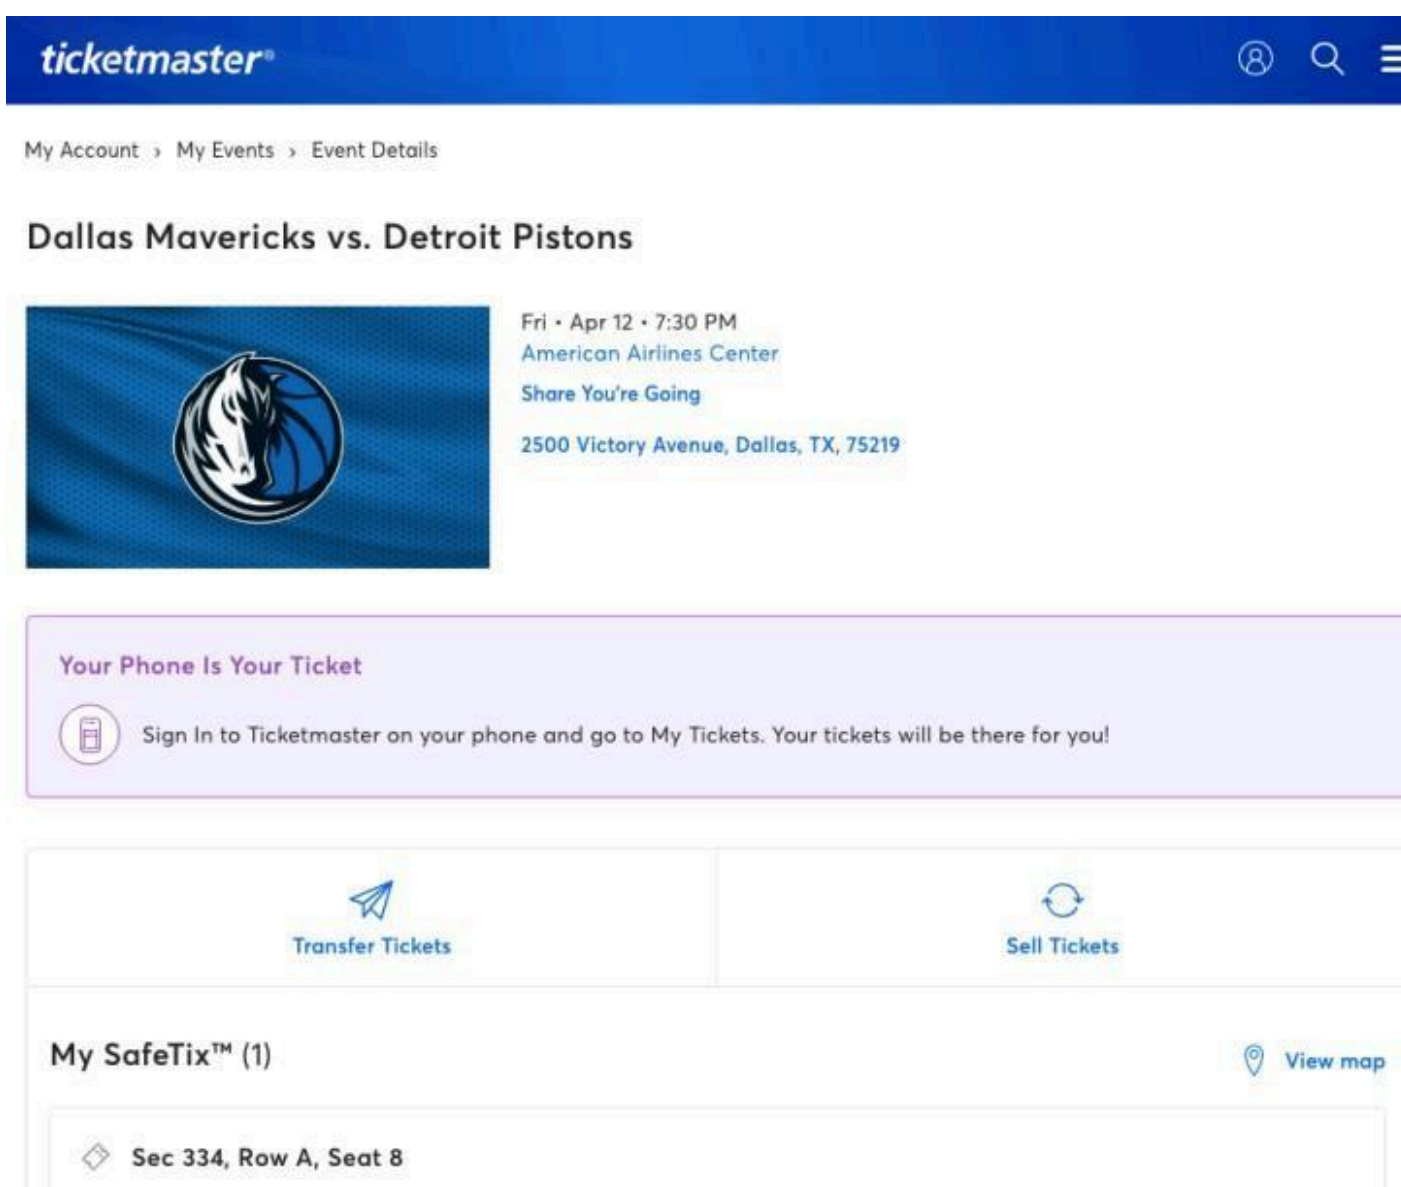 ticketmaster®
My Account › My Events › Event Details
Dallas Mavericks vs. Detroit Pistons
Fri • Apr 12 • 7:30 PM
American Airlines Center
Share You're Going
2500 Victory Avenue, Dallas, TX, 75219
Your Phone Is Your Ticket
Sign In to Ticketmaster on your phone and go to My Tickets. Your tickets will be there for you!
Transfer Tickets
Sell Tickets
My SafeTix™ (1)
View map
Sec 334, Row A, Seat 8